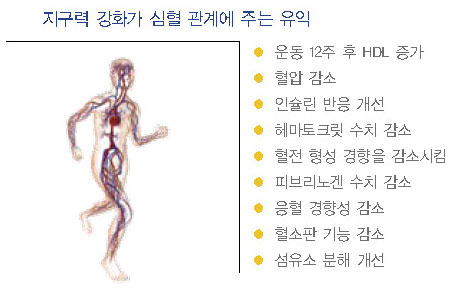 지구력 강화가 심혈 관계에 주는 유익
운동 12주 후 HDL 증가
혈압 감소
인슐린 반응 개선
헤마토크릿 수치 감소
혈전 형성 경향을 감소시킴
피브리노겐 수치 감소
응혈 경향성 감소
혈소판 기능 감소
섬유소 분해 개선